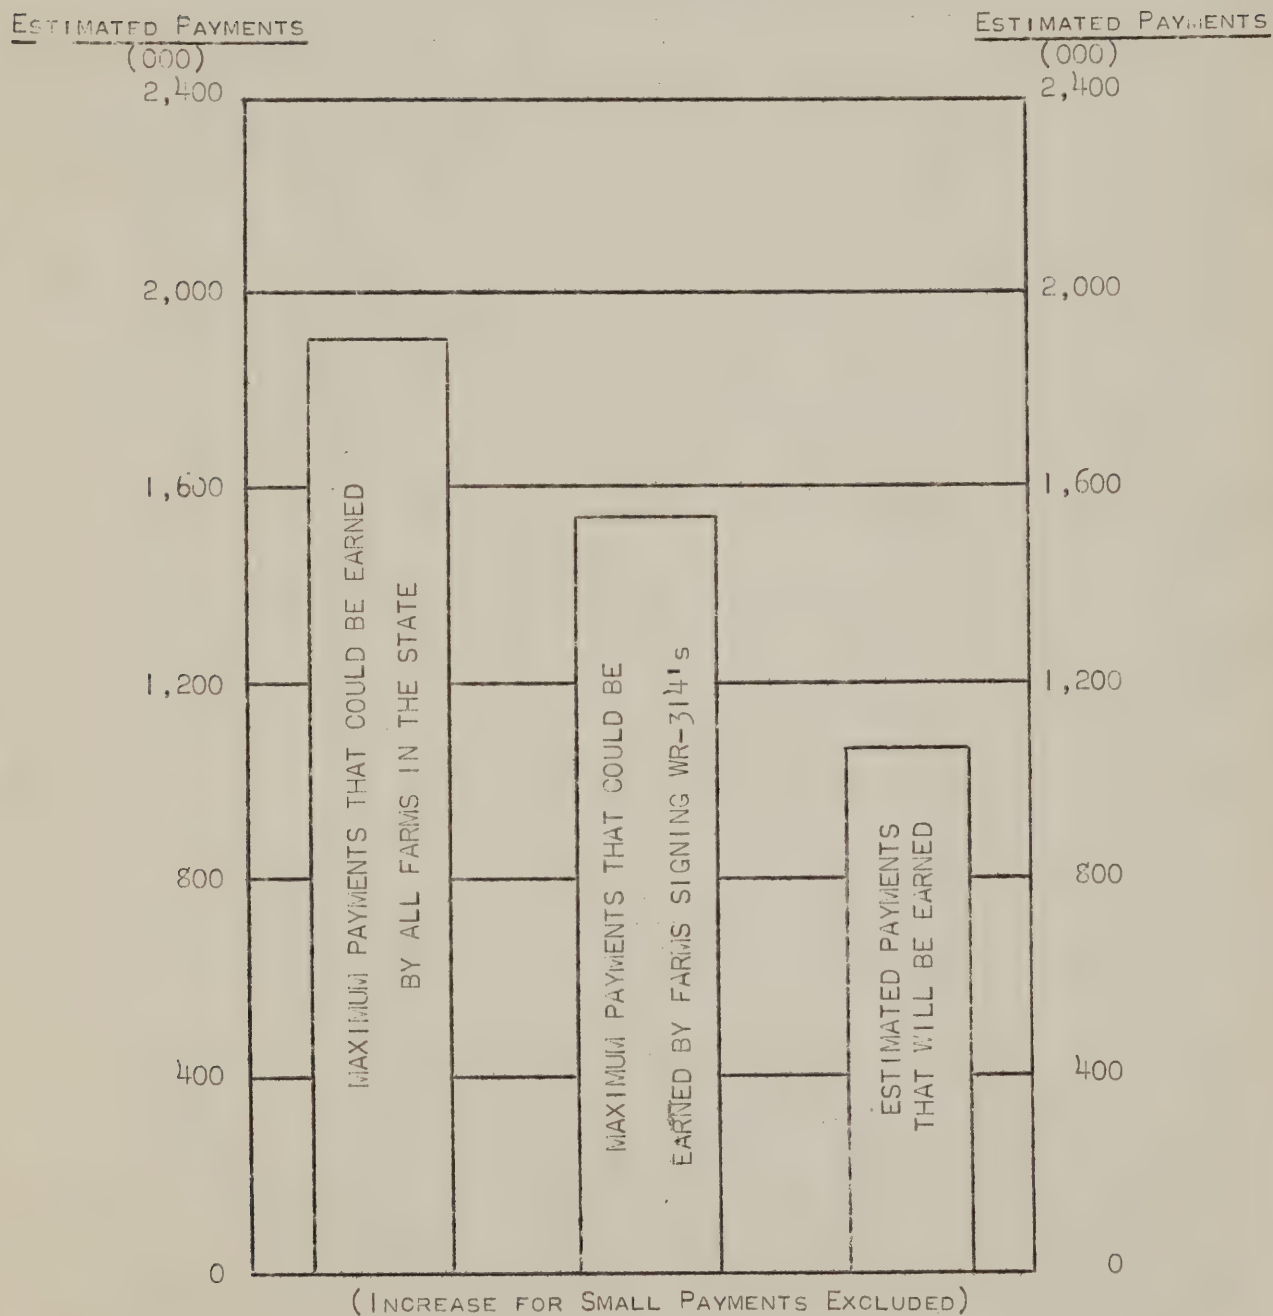 ESTIMATED PAYMENTS
(000)
ESTIMATED PAYMENTS
(000)
2,400
2,400
2,000
2,000
1,600
1,600
1,200
1,200
800
800
400
400
0
0
MAXIMUM PAYMENTS THAT COULD BE EARNED
BY ALL FARMS IN THE STATE
MAXIMUM PAYMENTS THAT COULD BE
EARNED BY FARMS SIGNING WR-314's
ESTIMATED PAYMENTS
THAT WILL BE EARNED
(INCREASE FOR SMALL PAYMENTS EXCLUDED)